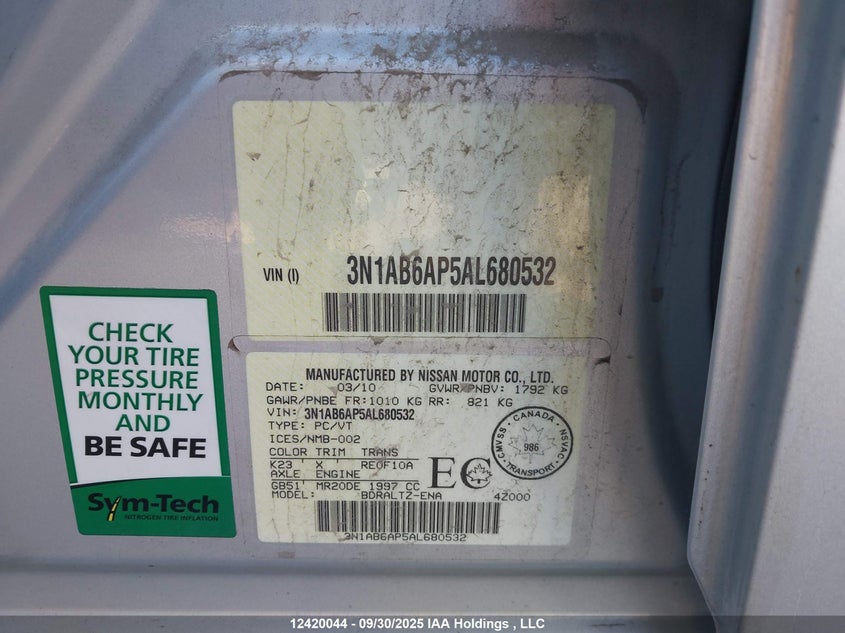 VIN (I) 3N1AB6AP5AL680532
MANUFACTURED BY NISSAN MOTOR CO., LTD.
DATE: 03/10 GVWR/PNBV: 1792 KG
GAWR/PNBE FR:1010 KG RR: 821 KG
VIN: 3N1AB6AP5AL680532
TYPE: PC/VT
ICES/NMB-002
COLOR TRIM TRANS
K23 ' X ' RE0F10A
AXLE ENGINE
GB51' MR20DE 1997 CC
MODEL: BDRALTZ-ENA 4Z000
3N1AB6AP5AL680532
EC
CMVSS · CANADA · NSVAC
986
TRANSPORT
CHECK
YOUR TIRE
PRESSURE
MONTHLY
AND
BE SAFE
Sym-Tech
NITROGEN TIRE INFLATION
12420044 - 09/30/2025 IAA Holdings , LLC